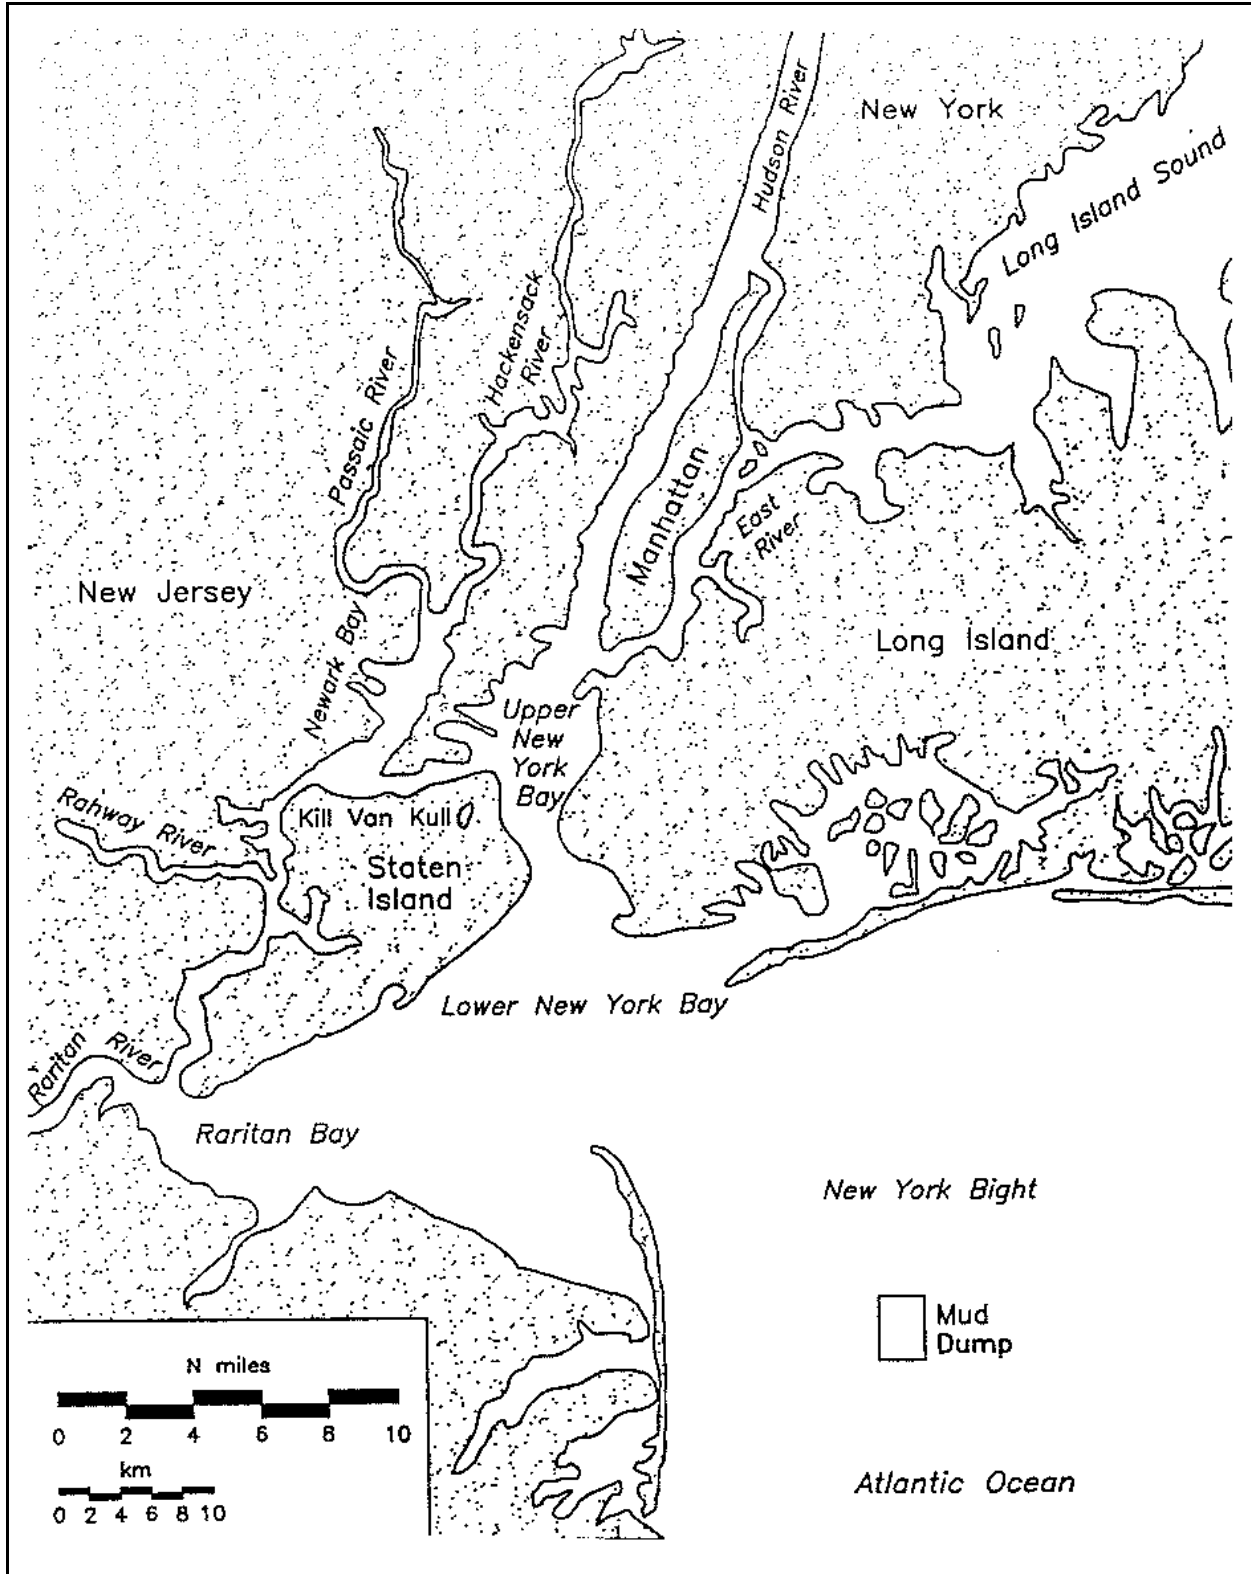 Hudson River
New York
Long Island Sound
Hackensack
River
Passaic River
Manhattan
East
River
New Jersey
Newark Bay
Long Island
Upper
New
York
Bay
Rahway River
Kill Van Kull
Staten
Island
Lower New York Bay
Raritan River
Raritan Bay
New York Bight
Mud
Dump
N miles
0 2 4 6 8 10
km
0 2 4 6 8 10
Atlantic Ocean